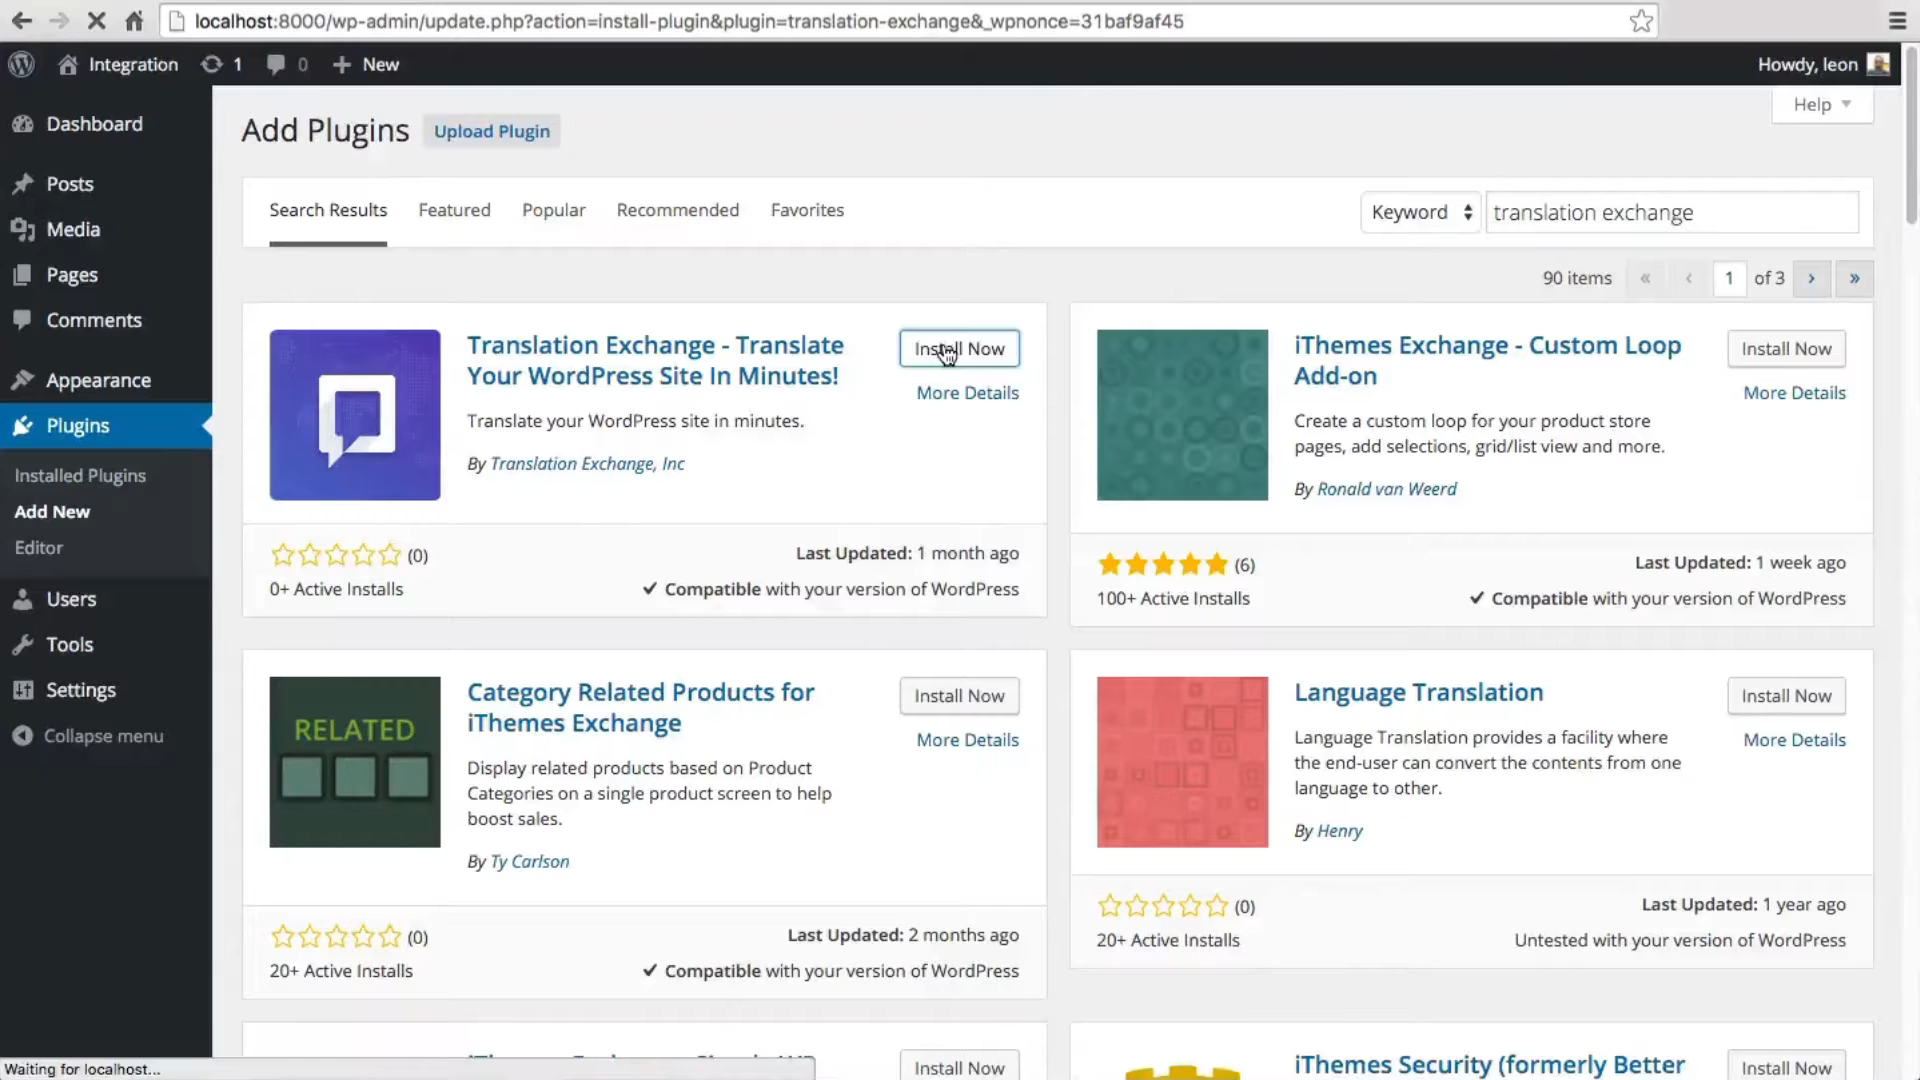 localhost:8000/wp-admin/update.php?action=install-plugin&plugin=translation-exchange&_wpnonce=31baf9af45
Integration 1 0 New Howdy, leon
Help
Dashboard
Posts
Media
Pages
Comments
Appearance
Plugins
Installed Plugins
Add New
Editor
Users
Tools
Settings
Collapse menu
Add Plugins Upload Plugin
Search Results Featured Popular Recommended Favorites Keyword translation exchange
90 items « ‹ 1 of 3 › »
Translation Exchange - Translate
Your WordPress Site In Minutes!
Install Now
More Details
Translate your WordPress site in minutes.
By Translation Exchange, Inc
(0)
Last Updated: 1 month ago
0+ Active Installs
✓ Compatible with your version of WordPress
iThemes Exchange - Custom Loop
Add-on
Install Now
More Details
Create a custom loop for your product store
pages, add selections, grid/list view and more.
By Ronald van Weerd
(6)
Last Updated: 1 week ago
100+ Active Installs
✓ Compatible with your version of WordPress
RELATED
Category Related Products for
iThemes Exchange
Install Now
More Details
Display related products based on Product
Categories on a single product screen to help
boost sales.
By Ty Carlson
(0)
Last Updated: 2 months ago
20+ Active Installs
✓ Compatible with your version of WordPress
Language Translation
Install Now
More Details
Language Translation provides a facility where
the end-user can convert the contents from one
language to other.
By Henry
(0)
Last Updated: 1 year ago
20+ Active Installs
Untested with your version of WordPress
Install Now
iThemes Security (formerly Better
Install Now
Waiting for localhost...